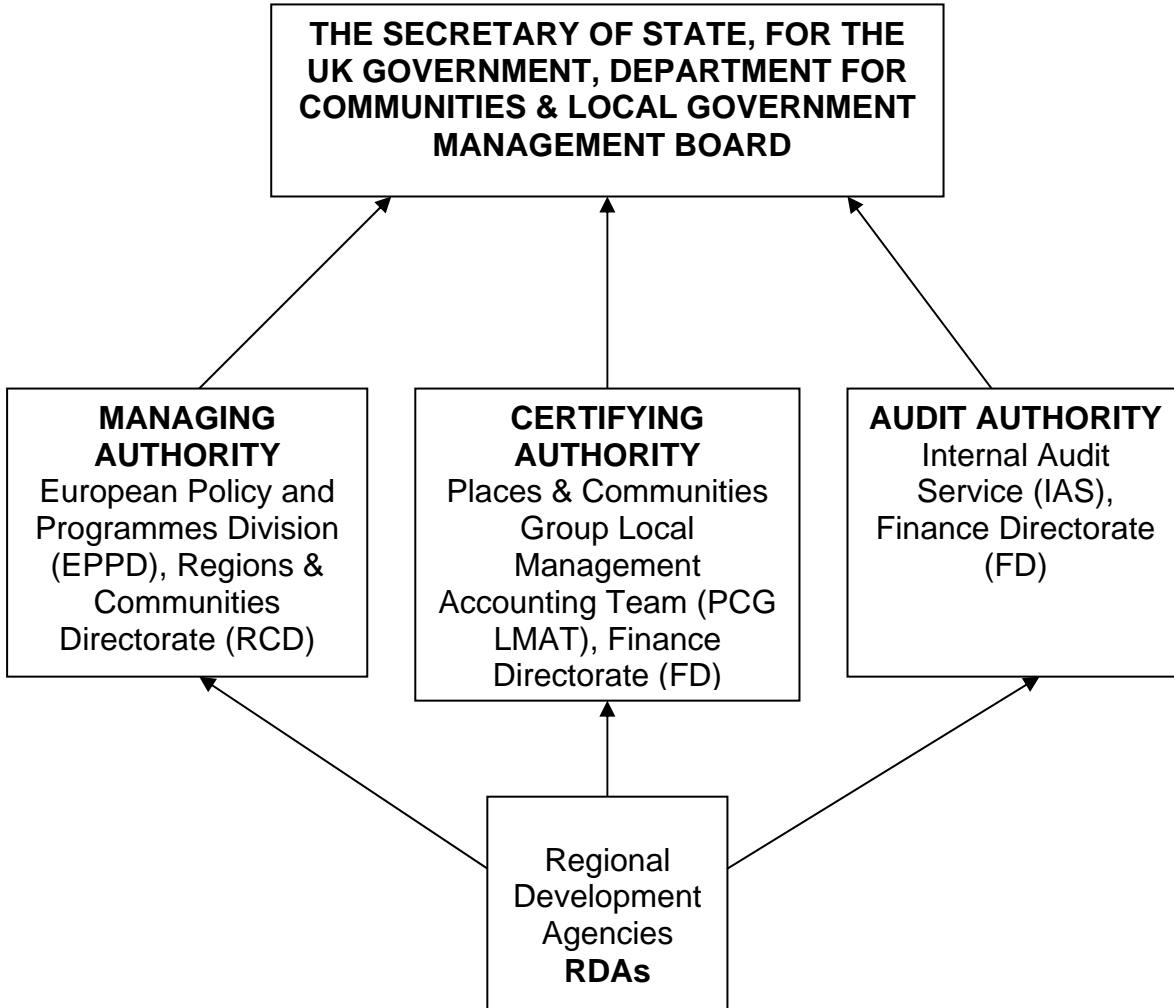 THE SECRETARY OF STATE, FOR THE
UK GOVERNMENT, DEPARTMENT FOR
COMMUNITIES & LOCAL GOVERNMENT
MANAGEMENT BOARD
MANAGING
AUTHORITY
European Policy and
Programmes Division
(EPPD), Regions &
Communities
Directorate (RCD)
CERTIFYING
AUTHORITY
Places & Communities
Group Local
Management
Accounting Team (PCG
LMAT), Finance
Directorate (FD)
AUDIT AUTHORITY
Internal Audit
Service (IAS),
Finance Directorate
(FD)
Regional
Development
Agencies
RDAs